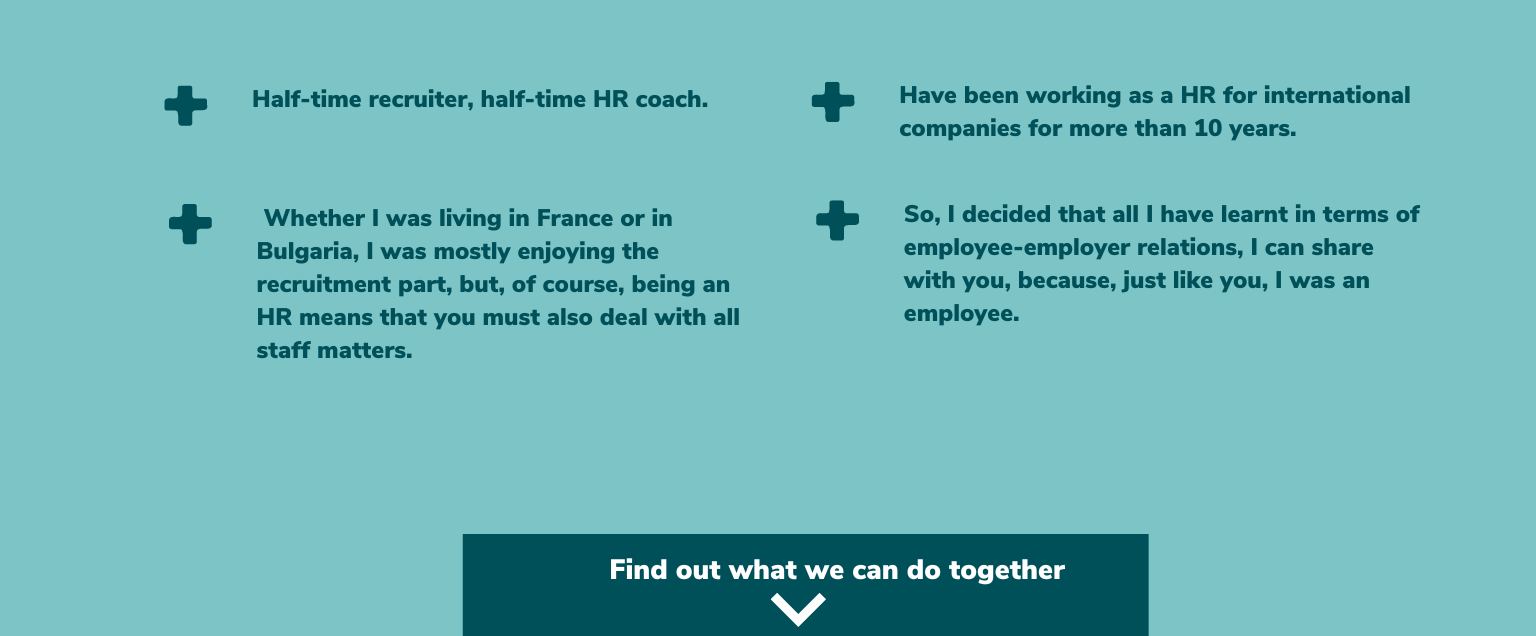 Half-time recruiter, half-time HR coach.
Have been working as a HR for international
companies for more than 10 years.
Whether I was living in France or in
Bulgaria, I was mostly enjoying the
recruitment part, but, of course, being an
HR means that you must also deal with all
staff matters.
So, I decided that all I have learnt in terms of
employee-employer relations, I can share
with you, because, just like you, I was an
employee.
Find out what we can do together